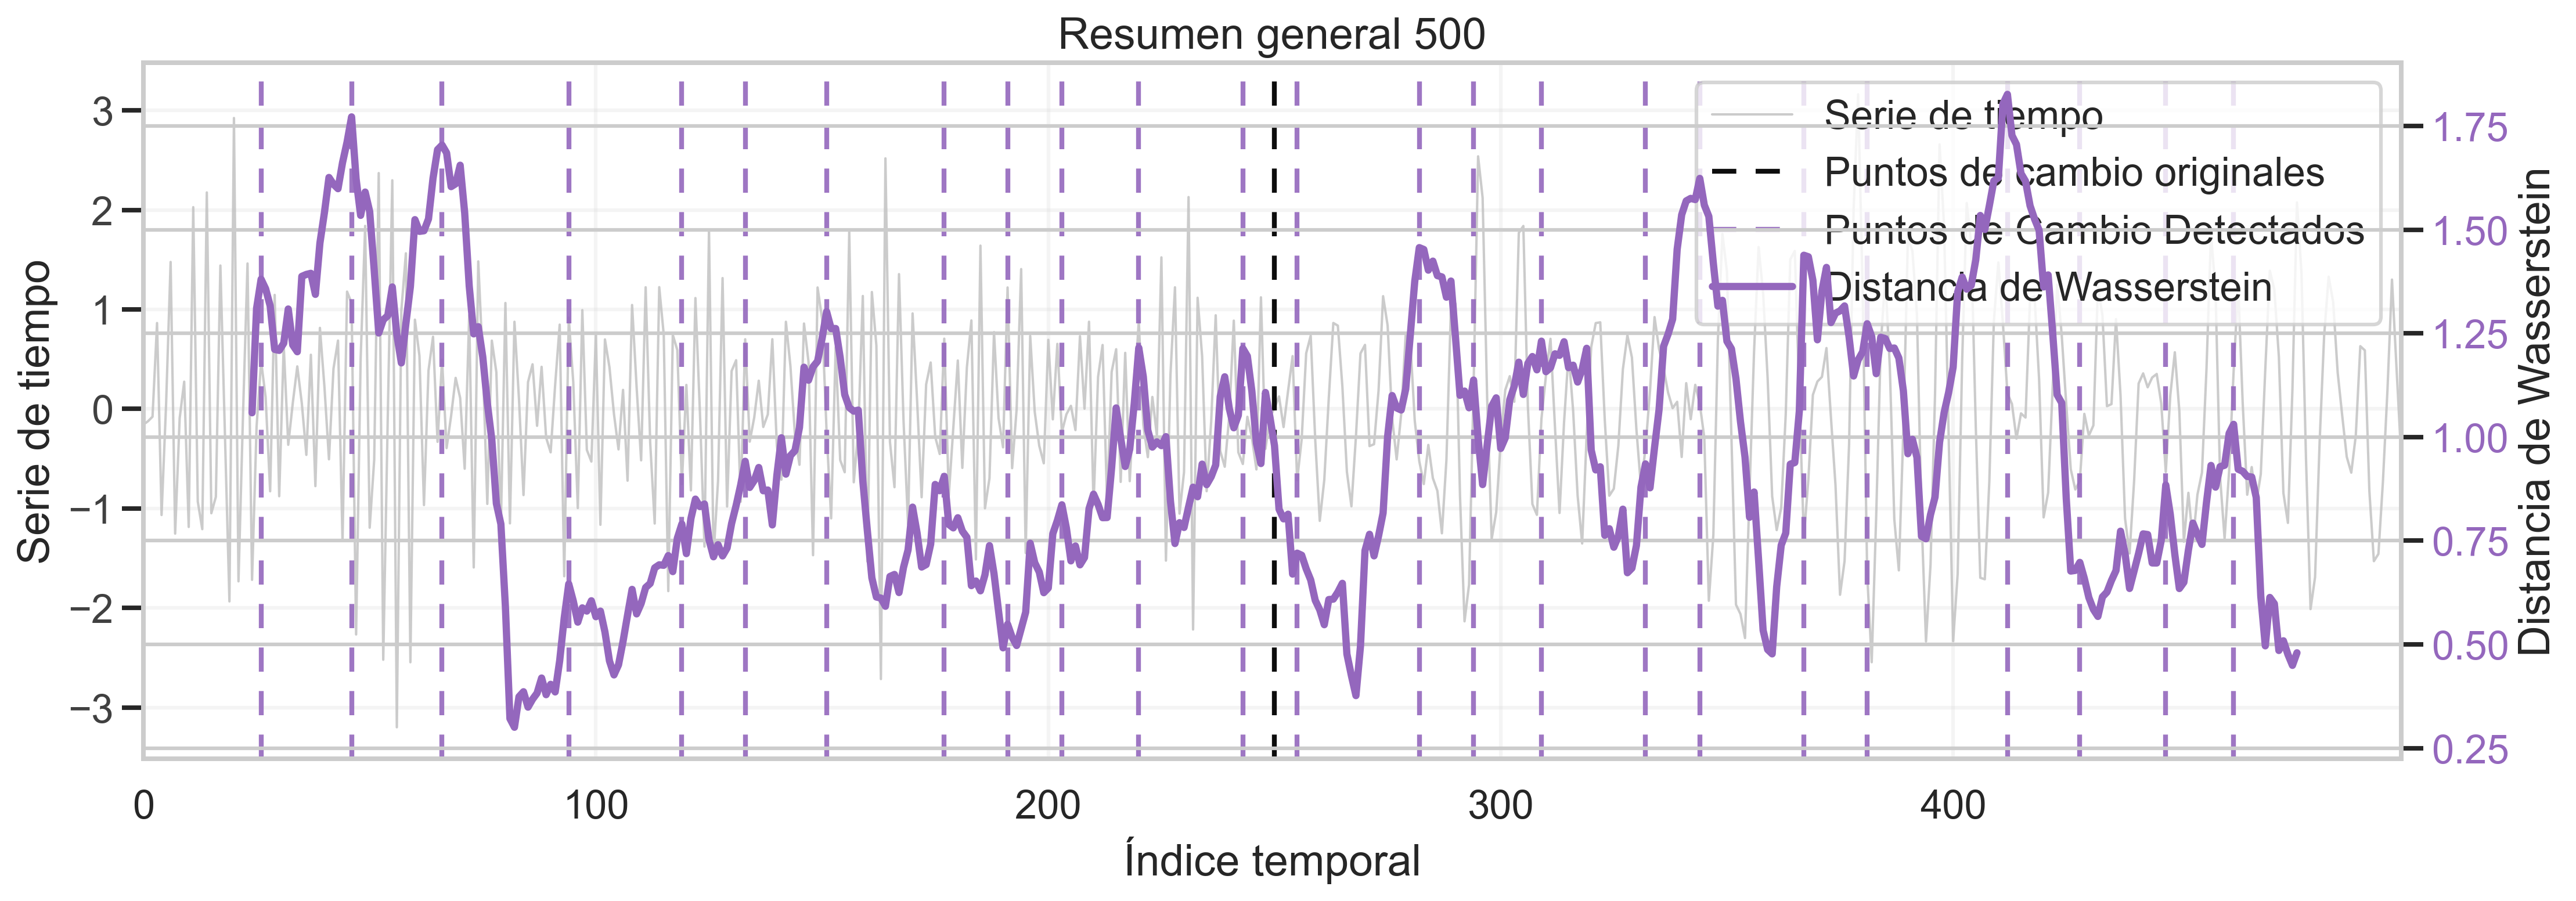 Resumen general 500
Serie de tiempo
3
2
1
0
−1
−2
−3
Serie de tiempo
Puntos de cambio originales
Puntos de Cambio Detectados
Distancia de Wasserstein
1.75
1.50
1.25
1.00
0.75
0.50
0.25
Distancia de Wasserstein
0 100 200 300 400
Índice temporal